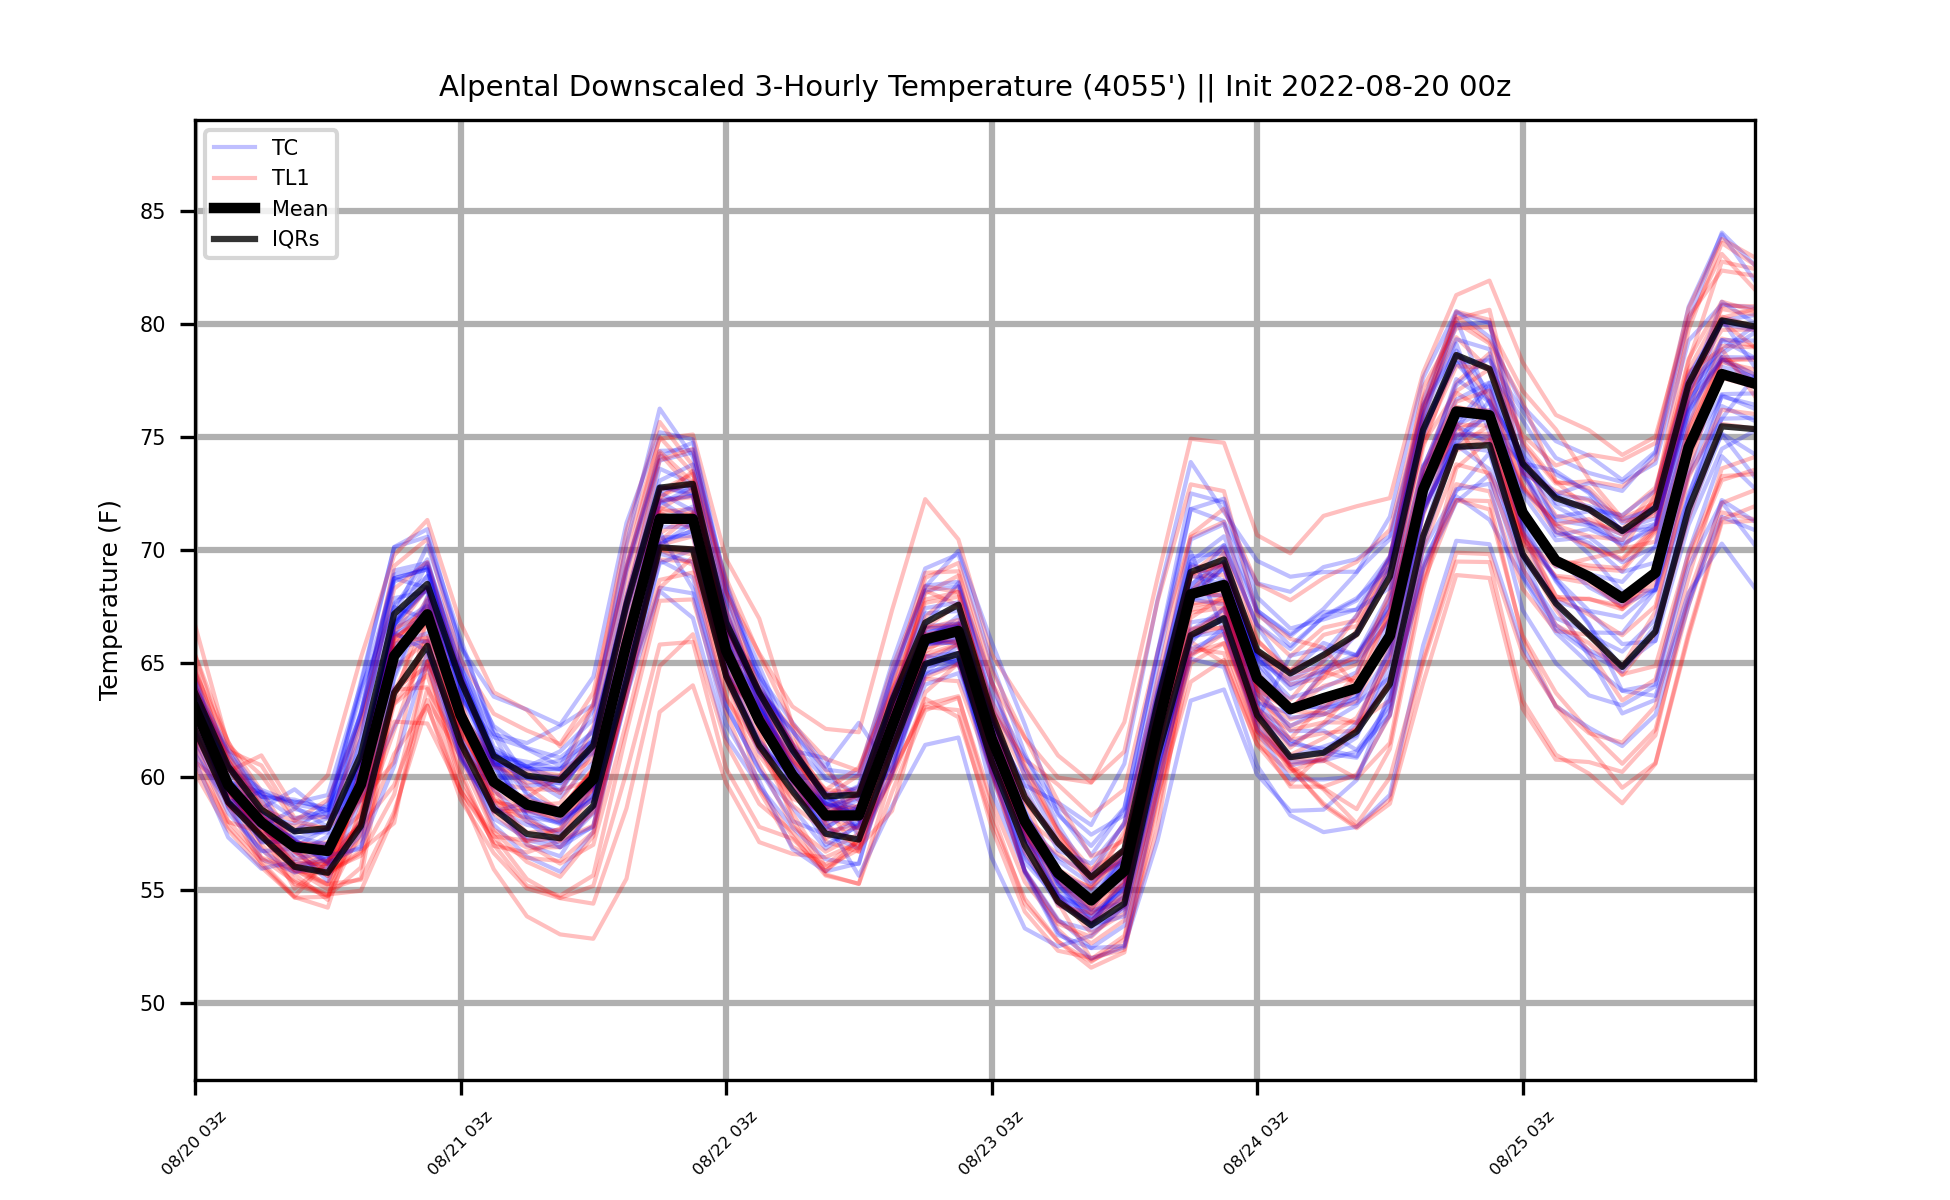 Alpental Downscaled 3-Hourly Temperature (4055') || Init 2022-08-20 00z
TC
TL1
Mean
IQRs
Temperature (F)
85
80
75
70
65
60
55
50
08/20 03z
08/21 03z
08/22 03z
08/23 03z
08/24 03z
08/25 03z